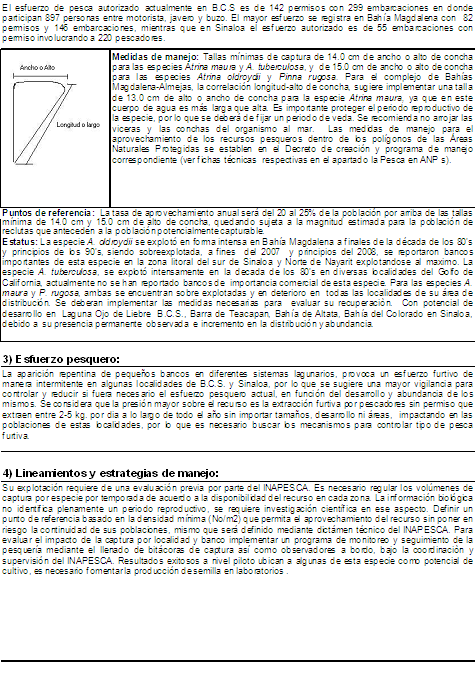 El esfuerzo de pesca autorizado actualmente en B.C.S es de 142 permisos con 299 embarcaciones en donde
participan 897 personas entre motorista, javero y buzo. El mayor esfuerzo se registra en Bahía Magdalena con 82
permisos y 146 embarcaciones, mientras que en Sinaloa el esfuerzo autorizado es de 55 embarcaciones con
permiso involucrando a 220 pescadores.
Ancho o Alto
Longitud o largo
Medidas de manejo: Tallas mínimas de captura de 14.0 cm de ancho o alto de concha
para las especies Atrina maura y A. tuberculosa, y de 15.0 cm de ancho o alto de concha
para las especies Atrina oldroydii y Pinna rugosa. Para el complejo de Bahías
Magdalena-Almejas, la correlación longitud-alto de concha, sugiere implementar una talla
de 13.0 cm de alto o ancho de concha para la especie Atrina maura, ya que en este
cuerpo de agua es más larga que alta. Es importante proteger el periodo reproductivo de
la especie, por lo que se deberá de fijar un periodo de veda. Se recomienda no arrojar las
vísceras y las conchas del organismo al mar. Las medidas de manejo para el
aprovechamiento de los recursos pesqueros dentro de los polígonos de las Áreas
Naturales Protegidas se establen en el Decreto de creación y programa de manejo
correspondiente (ver fichas técnicas respectivas en el apartado la Pesca en ANP s).
Puntos de referencia: La tasa de aprovechamiento anual será del 20 al 25% de la población por arriba de las tallas
mínima de 14.0 cm y 15.0 cm de alto de concha, quedando sujeta a la magnitud estimada para la población de
reclutas que anteceden a la población potencialmente capturable.
Estatus: La especie A. oldroydii se explotó en forma intensa en Bahía Magdalena a finales de la década de los 80's
y principios de los 90's, siendo sobreexplotada, a fines del 2007 y principios del 2008, se reportaron bancos
importantes de esta especie en la zona litoral del sur de Sinaloa y Norte de Nayarit explotandose al maximo. La
especie A. tuberculosa, se explotó intensamente en la decada de los 80's en diversas localidades del Golfo de
California, actualmente no se han reportado bancos de importancia comercial de esta especie. Para las especies A.
maura y P. rugosa, ambas se encuentran sobre explotadas y en deterioro en todas las localidades de su área de
distribución. Se deberan implementar las medidas necesarias para evaluar su recuperación. Con potencial de
desarrollo en Laguna Ojo de Liebre, B.C.S., Barra de Teacapan, Bahía de Altata, Bahía del Colorado en Sinaloa,
debido a su presencia permanente observada e incremento en la distribución y abundancia.
3) Esfuerzo pesquero:
La aparición repentina de pequeños bancos en diferentes sistemas lagunarios, provoca un esfuerzo furtivo de
manera intermitente en algunas localidades de B.C.S. y Sinaloa, por lo que se sugiere una mayor vigilancia para
controlar y reducir si fuera necesario el esfuerzo pesquero actual, en función del desarrollo y abundancia de los
mismos. Se considera que la presión mayor sobre el recurso es la extracción furtiva por pescadores sin permiso que
extraen entre 2-5 kg. por día a lo largo de todo el año sin importar tamaños, desarrollo ni áreas, impactando en las
poblaciones de estas localidades, por lo que es necesario buscar los mecanismos para controlar tipo de pesca
furtiva.
4) Lineamientos y estrategias de manejo:
Su explotación requiere de una evaluación previa por parte del INAPESCA. Es necesario regular los volúmenes de
captura por especie por temporada de acuerdo a la disponibilidad del recurso en cada zona. La información biológica
no identifica plenamente un periodo reproductivo, se requiere investigación científica en ese aspecto. Definir un
punto de referencia basado en la densidad mínima (No/m2) que permita el aprovechamiento del recurso sin poner en
riesgo la continuidad de sus poblaciones, mismo que será definido mediante dictámen técnico del INAPESCA. Para
evaluar el impacto de la captura por localidad y banco implementar un programa de monitoreo y seguimiento de la
pesquería mediante el llenado de bitácoras de captura así como observadores a bordo, bajo la coordinación y
supervisión del INAPESCA. Resultados exitosos a nivel piloto ubican a algunas de esta especie como potencial de
cultivo, es necesario fomentar la producción de semilla en laboratorios .